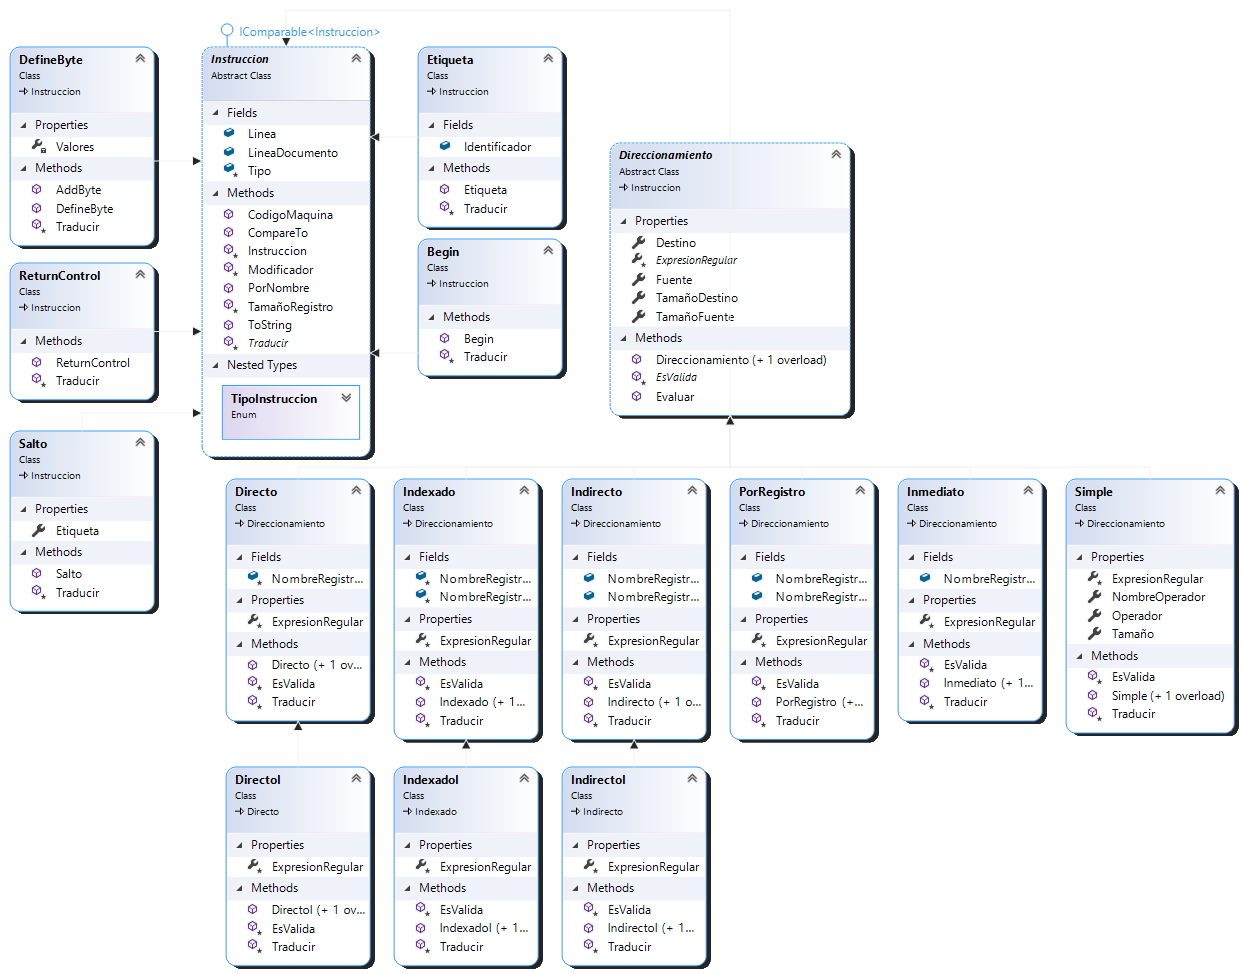 IComparable<Instruccion>
DefineByte
Class
Instruccion
Properties
Valores
Methods
AddByte
DefineByte
Traducir
ReturnControl
Class
Instruccion
Methods
ReturnControl
Traducir
Salto
Class
Instruccion
Properties
Etiqueta
Methods
Salto
Traducir
Instruccion
Abstract Class
Fields
Linea
LineaDocumento
Tipo
Methods
CodigoMaquina
CompareTo
Instruccion
Modificador
PorNombre
TamañoRegistro
ToString
Traducir
Nested Types
TipoInstruccion
Enum
Etiqueta
Class
Instruccion
Fields
Identificador
Methods
Etiqueta
Traducir
Begin
Class
Instruccion
Methods
Begin
Traducir
Direccionamiento
Abstract Class
Instruccion
Properties
Destino
ExpresionRegular
Fuente
TamañoDestino
TamañoFuente
Methods
Direccionamiento (+ 1 overload)
EsValida
Evaluar
Directo
Class
Direccionamiento
Fields
NombreRegistr...
Properties
ExpresionRegular
Methods
Directo (+ 1 ov...
EsValida
Traducir
Indexado
Class
Direccionamiento
Fields
NombreRegistr...
NombreRegistr...
Properties
ExpresionRegular
Methods
EsValida
Indexado (+ 1...
Traducir
Indirecto
Class
Direccionamiento
Fields
NombreRegistr...
NombreRegistr...
Properties
ExpresionRegular
Methods
EsValida
Indirecto (+ 1 o...
Traducir
PorRegistro
Class
Direccionamiento
Fields
NombreRegistr...
NombreRegistr...
Properties
ExpresionRegular
Methods
EsValida
PorRegistro (+...
Traducir
Inmediato
Class
Direccionamiento
Fields
NombreRegistr...
Properties
ExpresionRegular
Methods
EsValida
Inmediato (+ 1...
Traducir
Simple
Class
Direccionamiento
Properties
ExpresionRegular
NombreOperador
Operador
Tamaño
Methods
EsValida
Simple (+ 1 overload)
Traducir
DirectoI
Class
Directo
Properties
ExpresionRegular
Methods
DirectoI (+ 1 ov...
EsValida
Traducir
IndexadoI
Class
Indexado
Properties
ExpresionRegular
Methods
EsValida
IndexadoI (+ 1...
Traducir
IndirectoI
Class
Indirecto
Properties
ExpresionRegular
Methods
EsValida
IndirectoI (+ 1...
Traducir